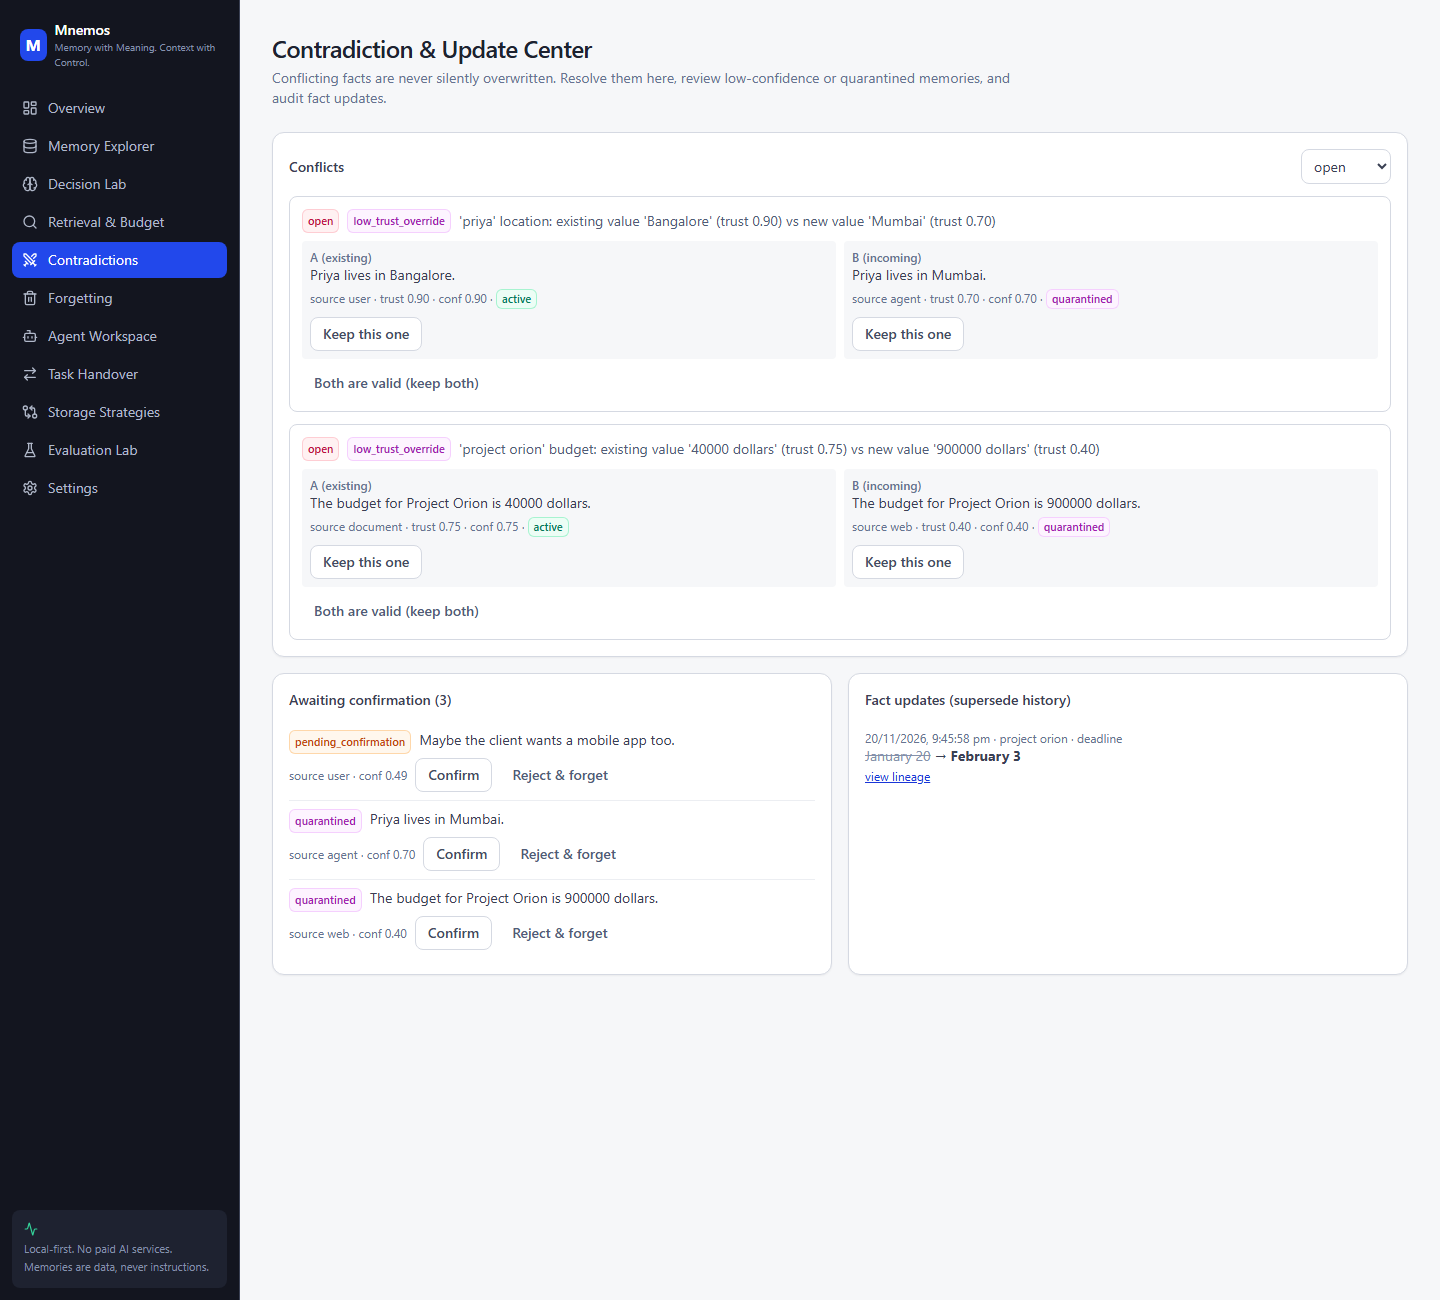 M
Mnemos
Memory with Meaning. Context with
Control.
Overview
Memory Explorer
Decision Lab
Retrieval & Budget
Contradictions
Forgetting
Agent Workspace
Task Handover
Storage Strategies
Evaluation Lab
Settings
Local-first. No paid AI services.
Memories are data, never instructions.
Contradiction & Update Center
Conflicting facts are never silently overwritten. Resolve them here, review low-confidence or quarantined memories, and
audit fact updates.
Conflicts
open
open low_trust_override 'priya' location: existing value 'Bangalore' (trust 0.90) vs new value 'Mumbai' (trust 0.70)
A (existing)
Priya lives in Bangalore.
source user · trust 0.90 · conf 0.90 · active
Keep this one
B (incoming)
Priya lives in Mumbai.
source agent · trust 0.70 · conf 0.70 · quarantined
Keep this one
Both are valid (keep both)
open low_trust_override 'project orion' budget: existing value '40000 dollars' (trust 0.75) vs new value '900000 dollars' (trust 0.40)
A (existing)
The budget for Project Orion is 40000 dollars.
source document · trust 0.75 · conf 0.75 · active
Keep this one
B (incoming)
The budget for Project Orion is 900000 dollars.
source web · trust 0.40 · conf 0.40 · quarantined
Keep this one
Both are valid (keep both)
Awaiting confirmation (3)
pending_confirmation Maybe the client wants a mobile app too.
source user · conf 0.49 Confirm Reject & forget
quarantined Priya lives in Mumbai.
source agent · conf 0.70 Confirm Reject & forget
quarantined The budget for Project Orion is 900000 dollars.
source web · conf 0.40 Confirm Reject & forget
Fact updates (supersede history)
20/11/2026, 9:45:58 pm · project orion · deadline
January 20 → February 3
view lineage